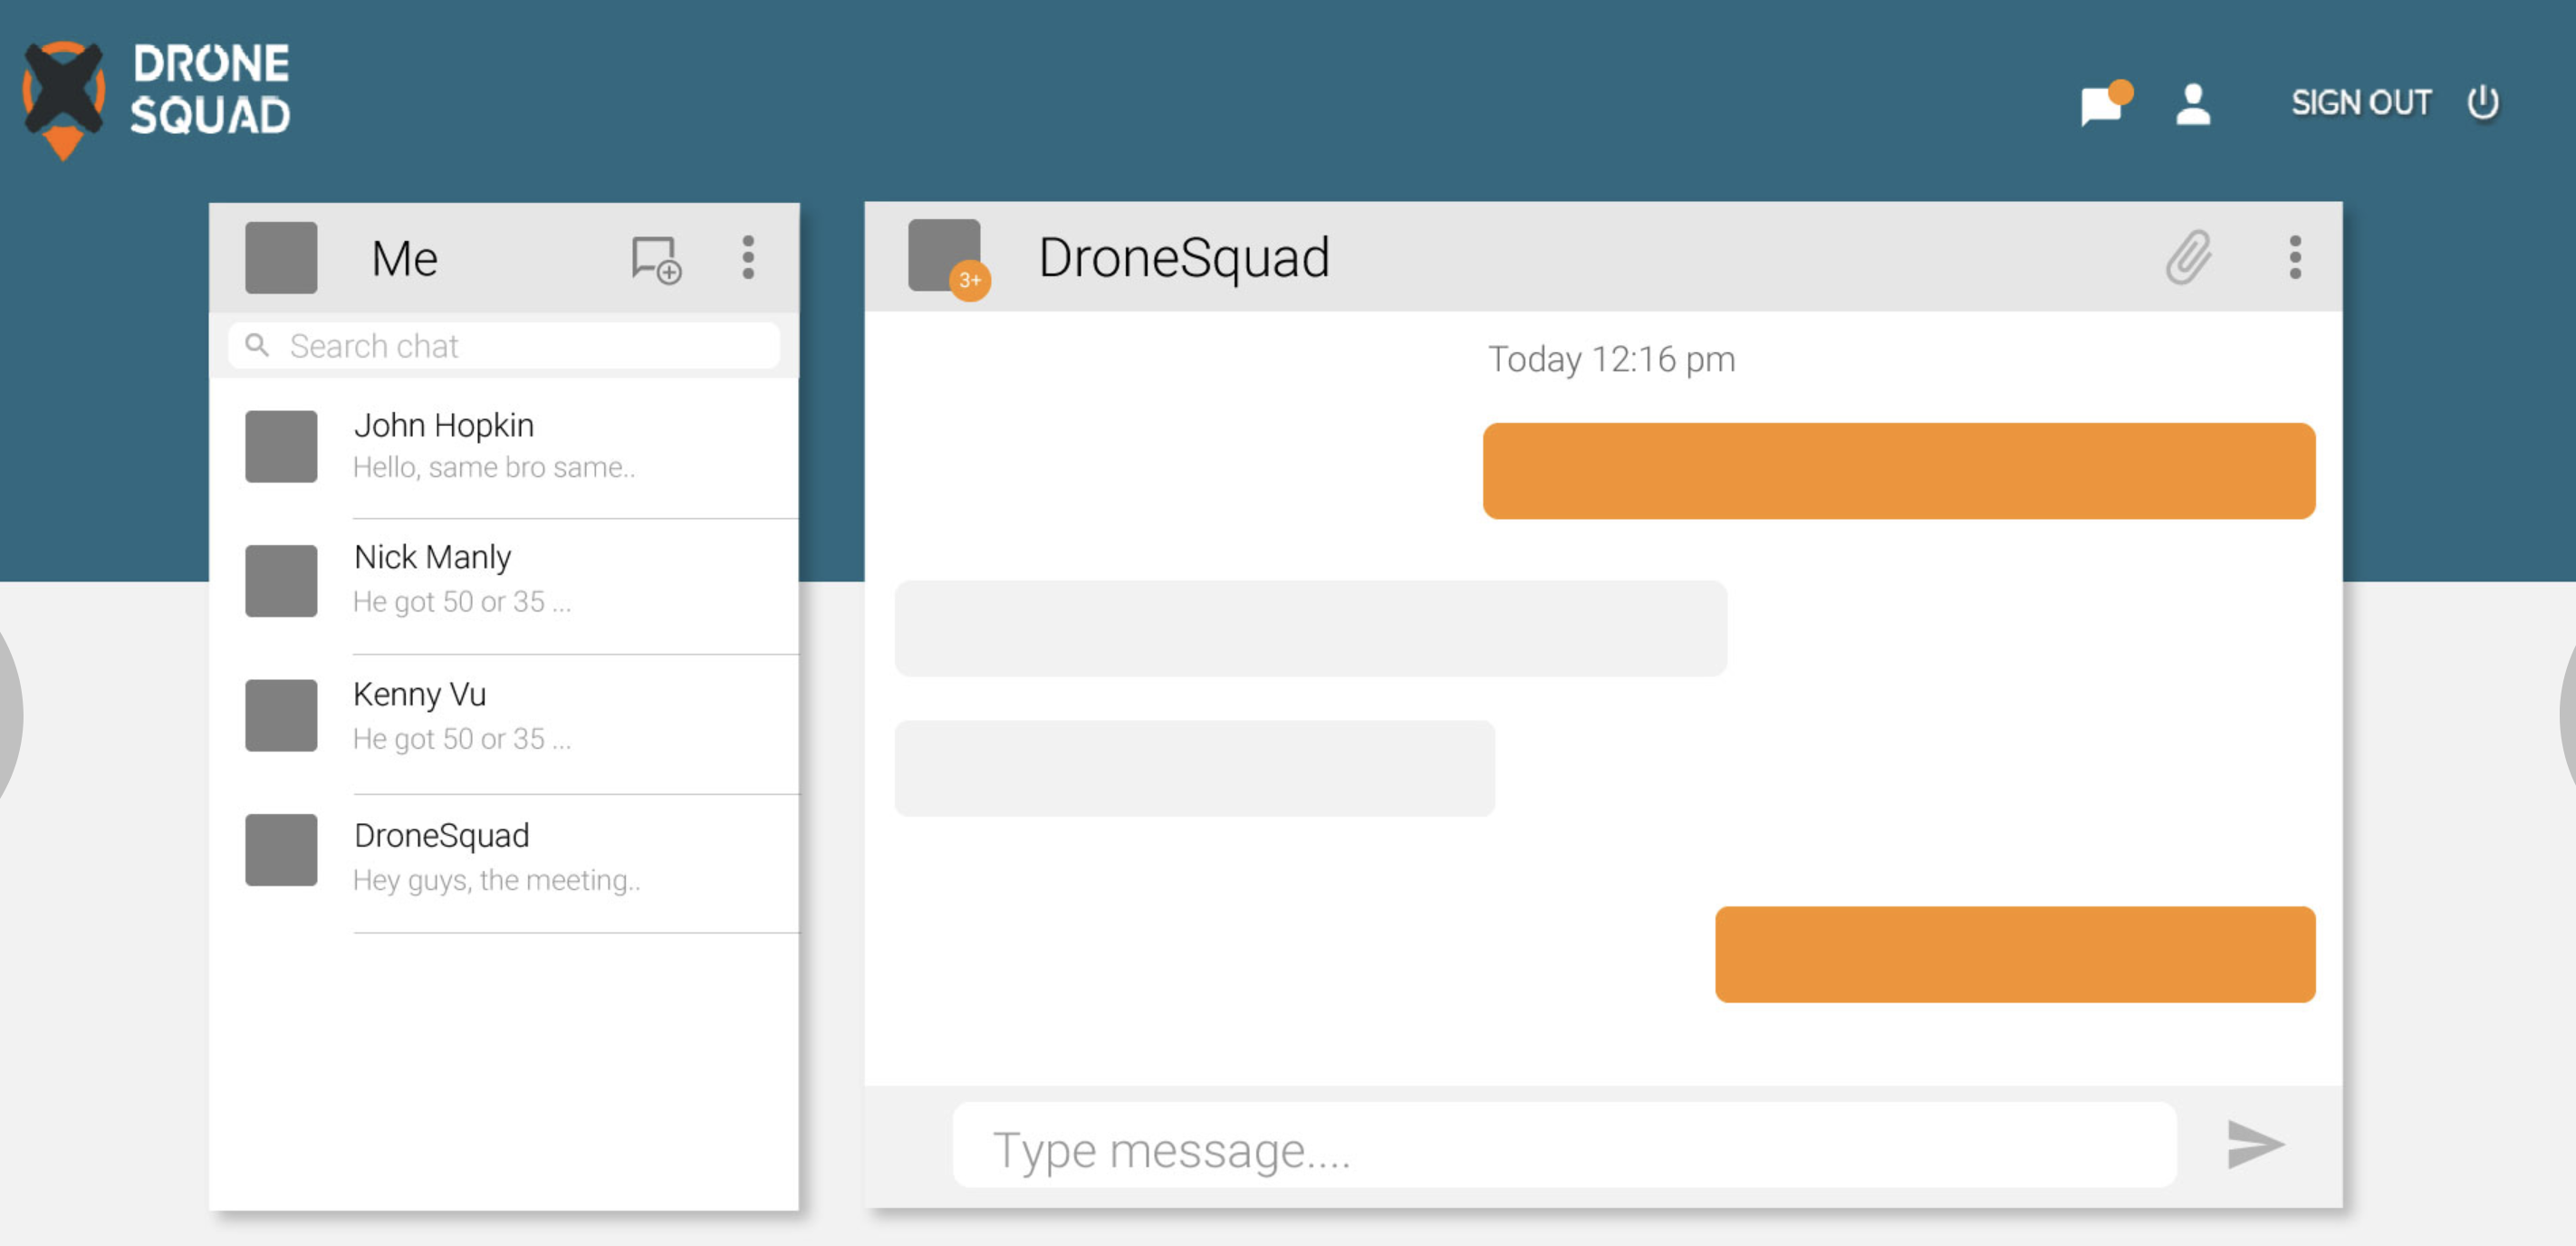 DRONE
SQUAD
SIGN OUT
Me
Search chat
John Hopkin
Hello, same bro same..
Nick Manly
He got 50 or 35 ...
Kenny Vu
He got 50 or 35 ...
DroneSquad
Hey guys, the meeting..
3+
DroneSquad
Today 12:16 pm
Type message....